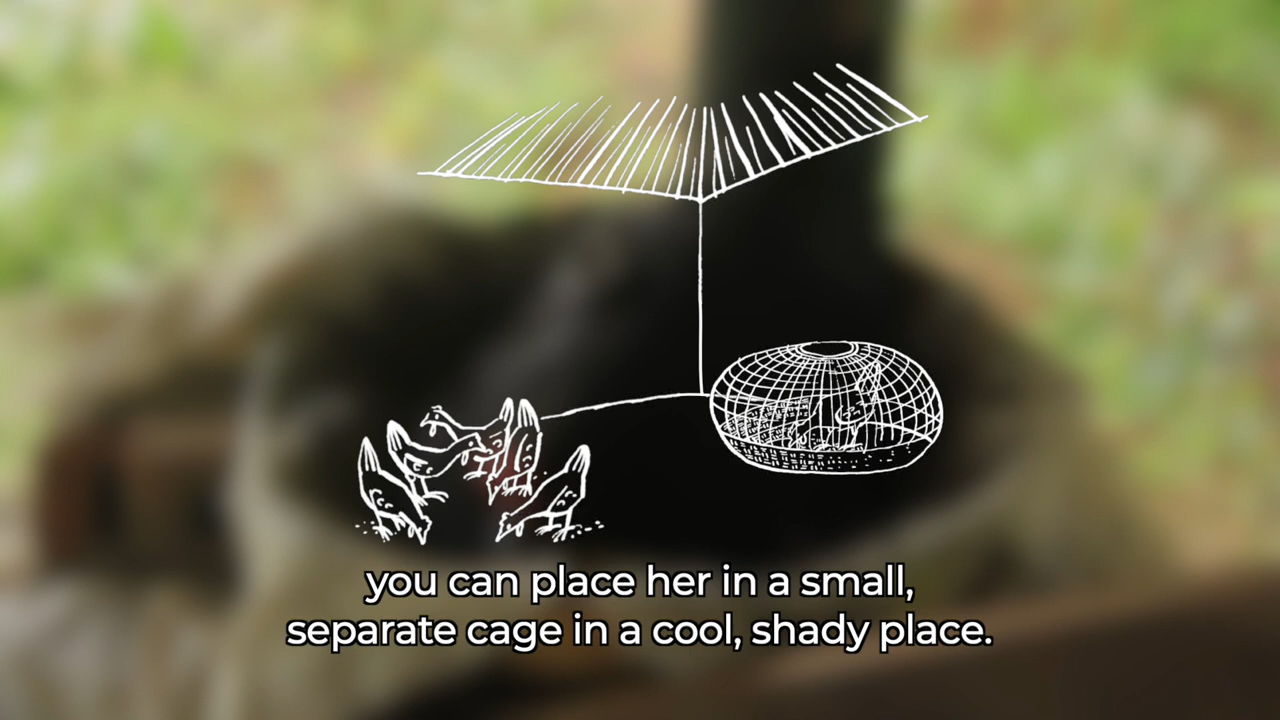 you can place her in a small,
separate cage in a cool, shady place.